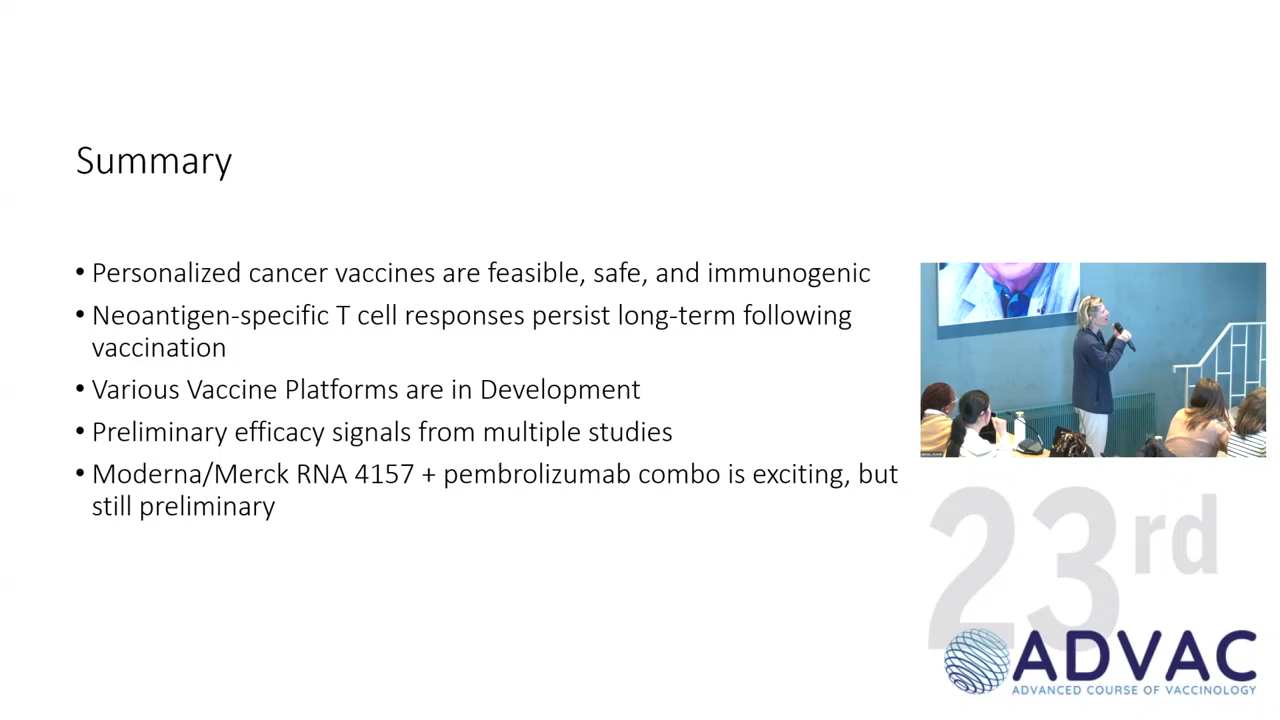 Summary
• Personalized cancer vaccines are feasible, safe, and immunogenic
• Neoantigen-specific T cell responses persist long-term following
vaccination
• Various Vaccine Platforms are in Development
• Preliminary efficacy signals from multiple studies
• Moderna/Merck RNA 4157 + pembrolizumab combo is exciting, but
still preliminary
23rd
ADVAC
ADVANCED COURSE OF VACCINOLOGY